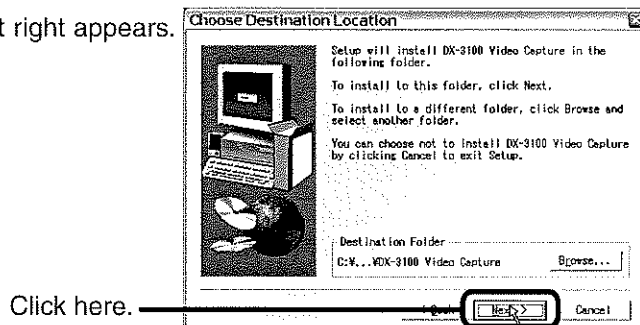 t right appears.
Choose Destination Location
Setup will install DX-3100 Video Capture in the
following folder.
To install to this folder, click Next.
To install to a different folder, click Browse and
select another folder.
You can choose not to install DX-3100 Video Capture
by clicking Cancel to exit Setup.
Destination Folder
C:¥...¥DX-3100 Video Capture
Browse...
Click here.
Next >
Cancel